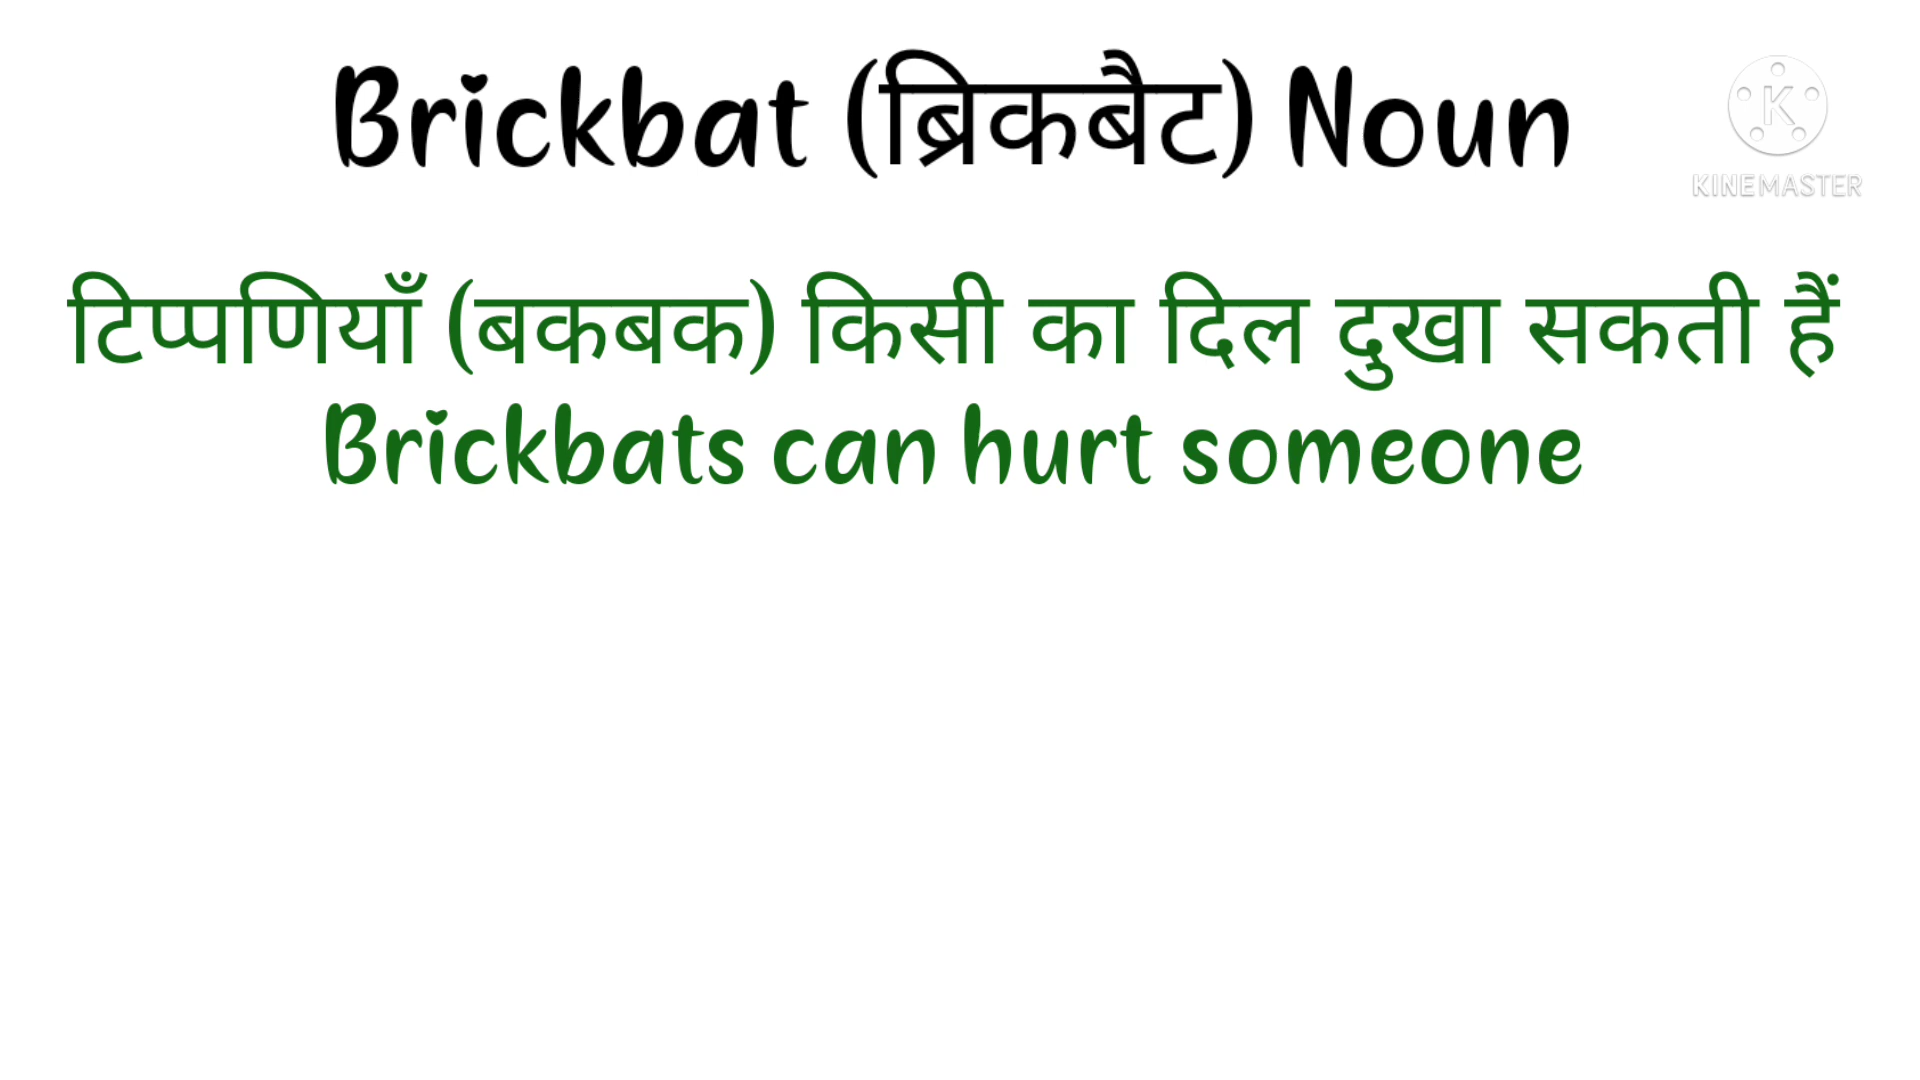 Brickbat (ब्रिकबैट) Noun
K
KINEMASTER
टिप्पणियाँ (बकबक) किसी का दिल दुखा सकती हैं
Brickbats can hurt someone